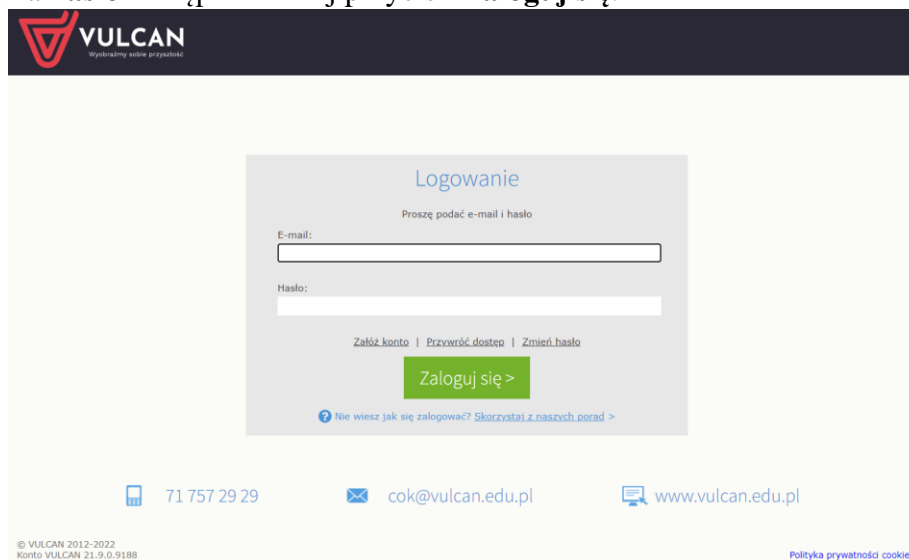 VULCAN
Wyobraźmy sobie przyszłość
Logowanie
Proszę podać e-mail i hasło
E-mail:
Hasło:
Załóż konto | Przywróć dostęp | Zmień hasło
Zaloguj się >
? Nie wiesz jak się zalogować? Skorzystaj z naszych porad >
71 757 29 29 cok@vulcan.edu.pl www.vulcan.edu.pl
© VULCAN 2012-2022
Konto VULCAN 21.9.0.9188 Polityka prywatności cookie